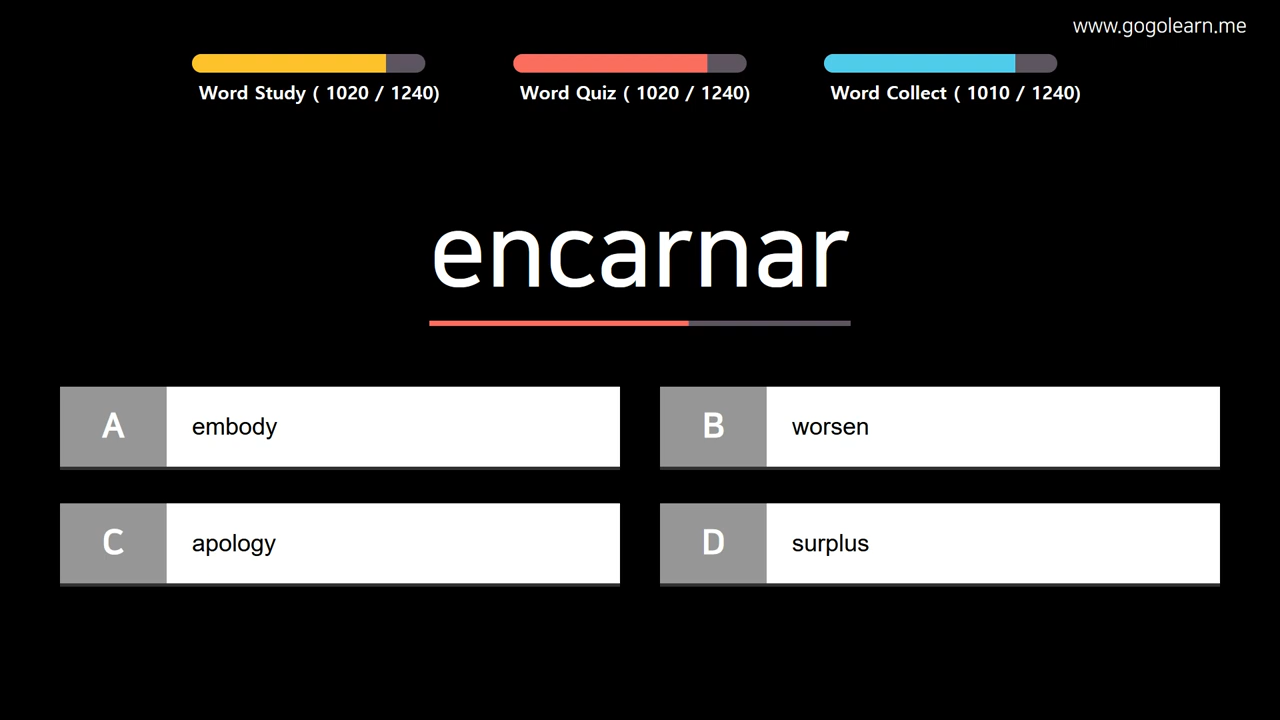 www.gogolearn.me
Word Study ( 1020 / 1240)
Word Quiz ( 1020 / 1240)
Word Collect ( 1010 / 1240)
encarnar
A embody
B worsen
C apology
D surplus